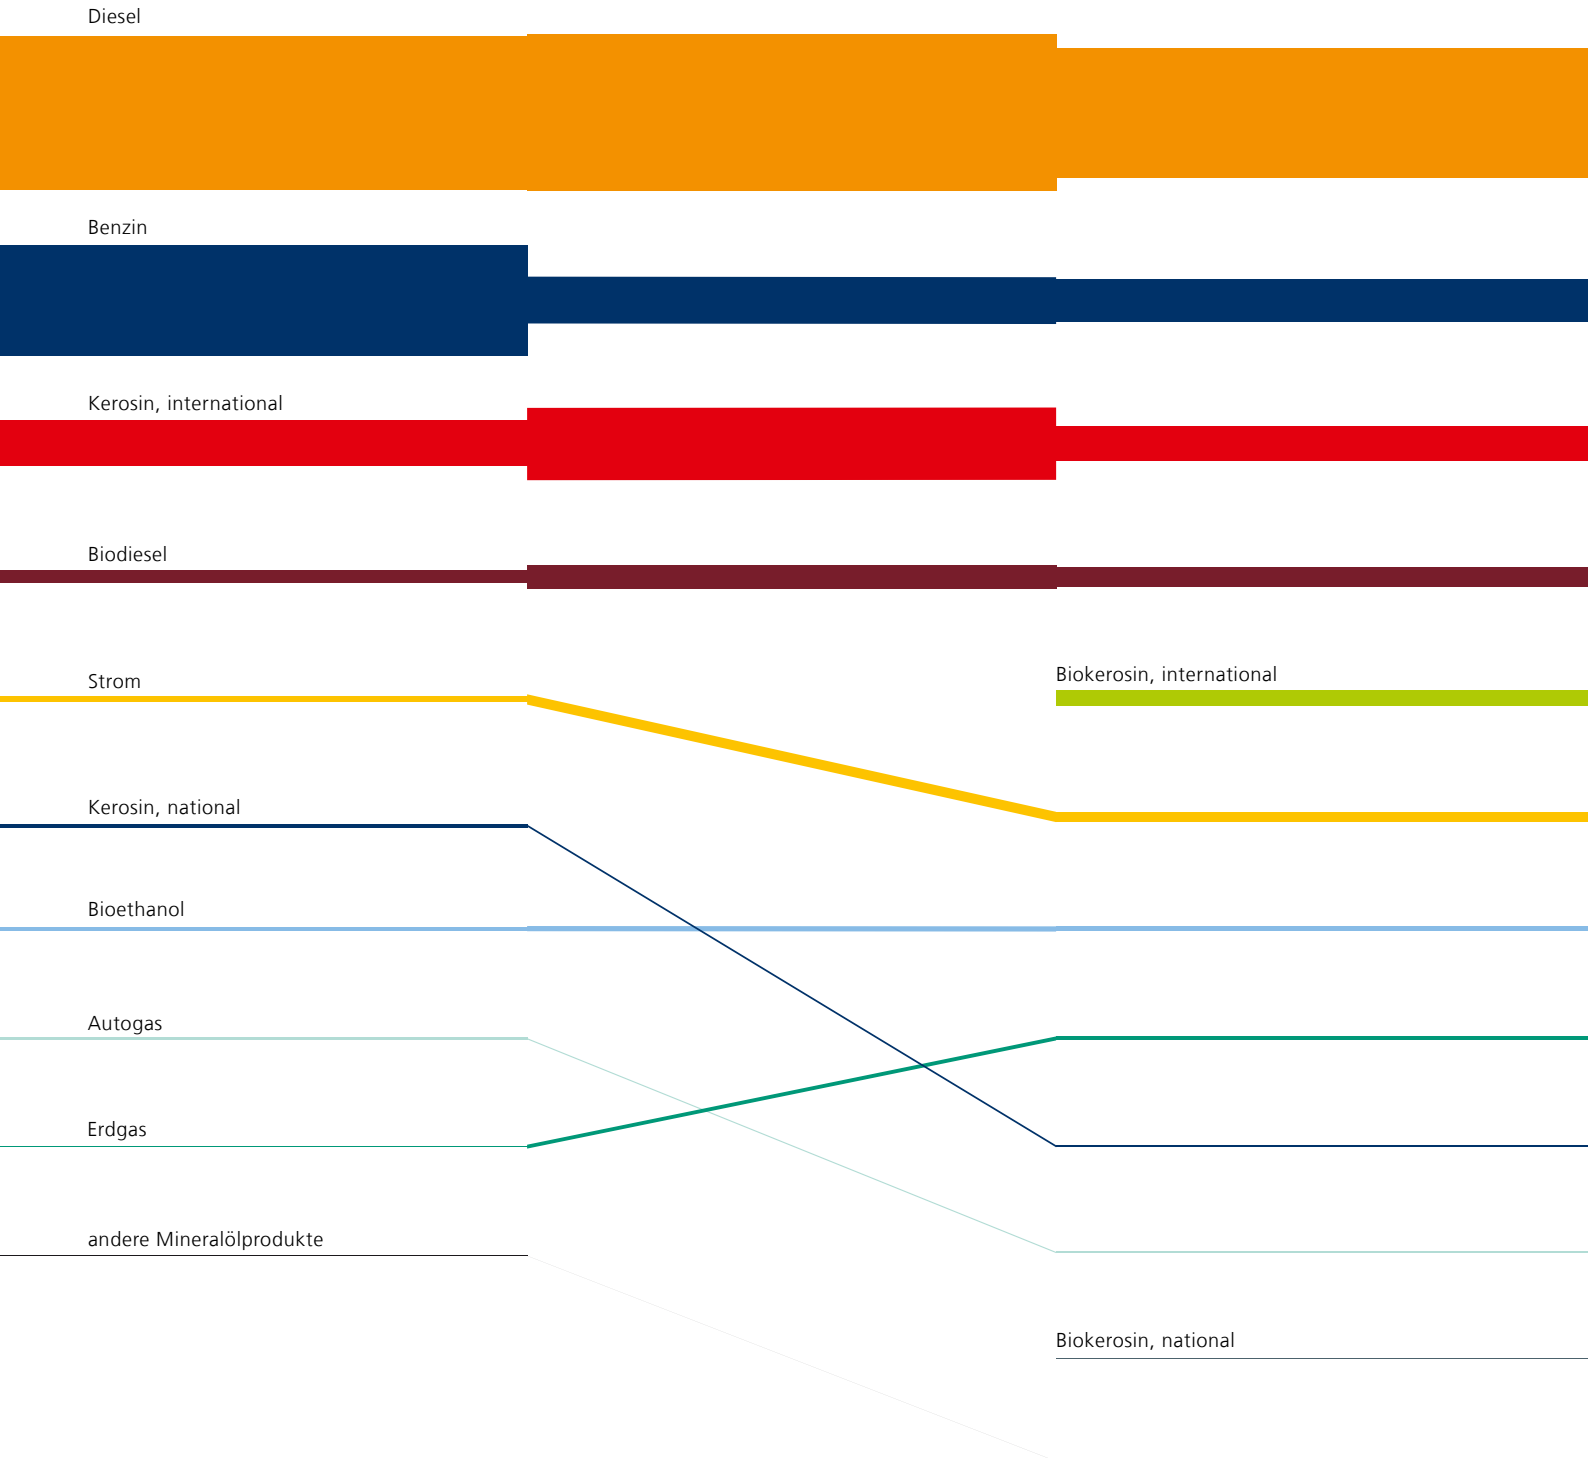 Diesel
Benzin
Kerosin, international
Biodiesel
Strom
Biokerosin, international
Kerosin, national
Bioethanol
Autogas
Erdgas
andere Mineralölprodukte
Biokerosin, national